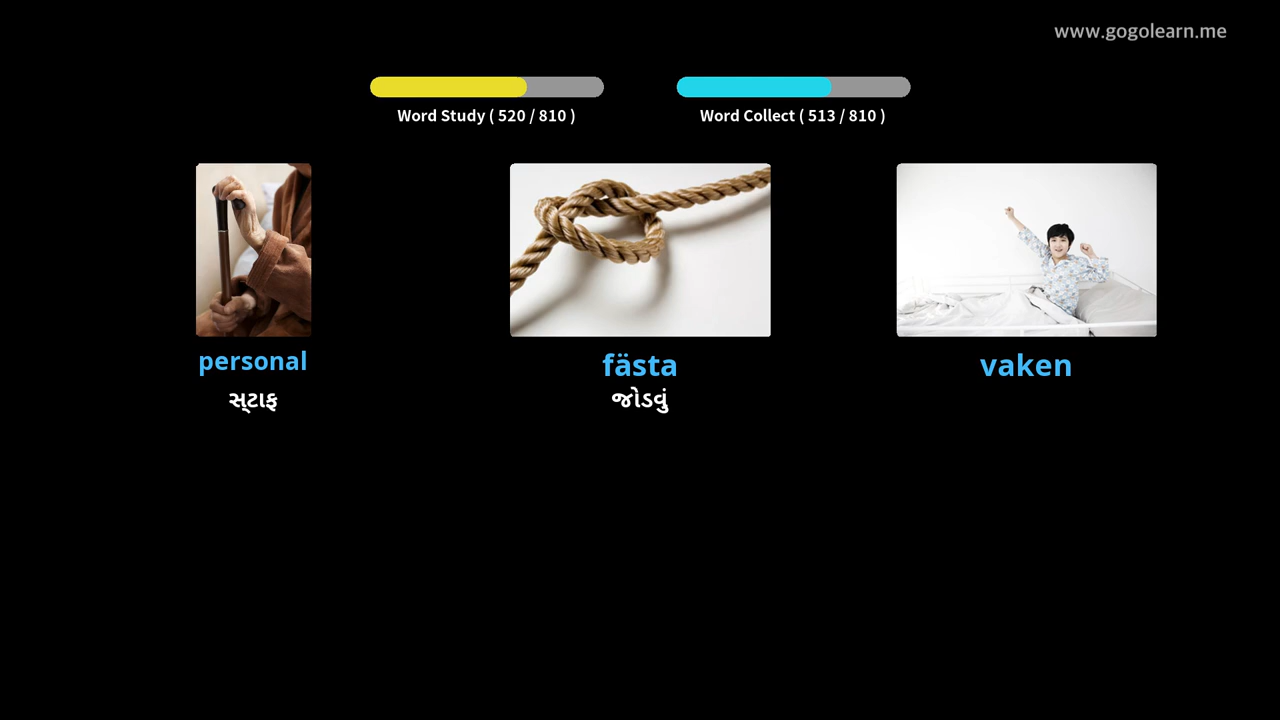 www.gogolearn.me
Word Study ( 520 / 810 )
Word Collect ( 513 / 810 )
personal
સ્ટાફ
fästa
જોડવું
vaken